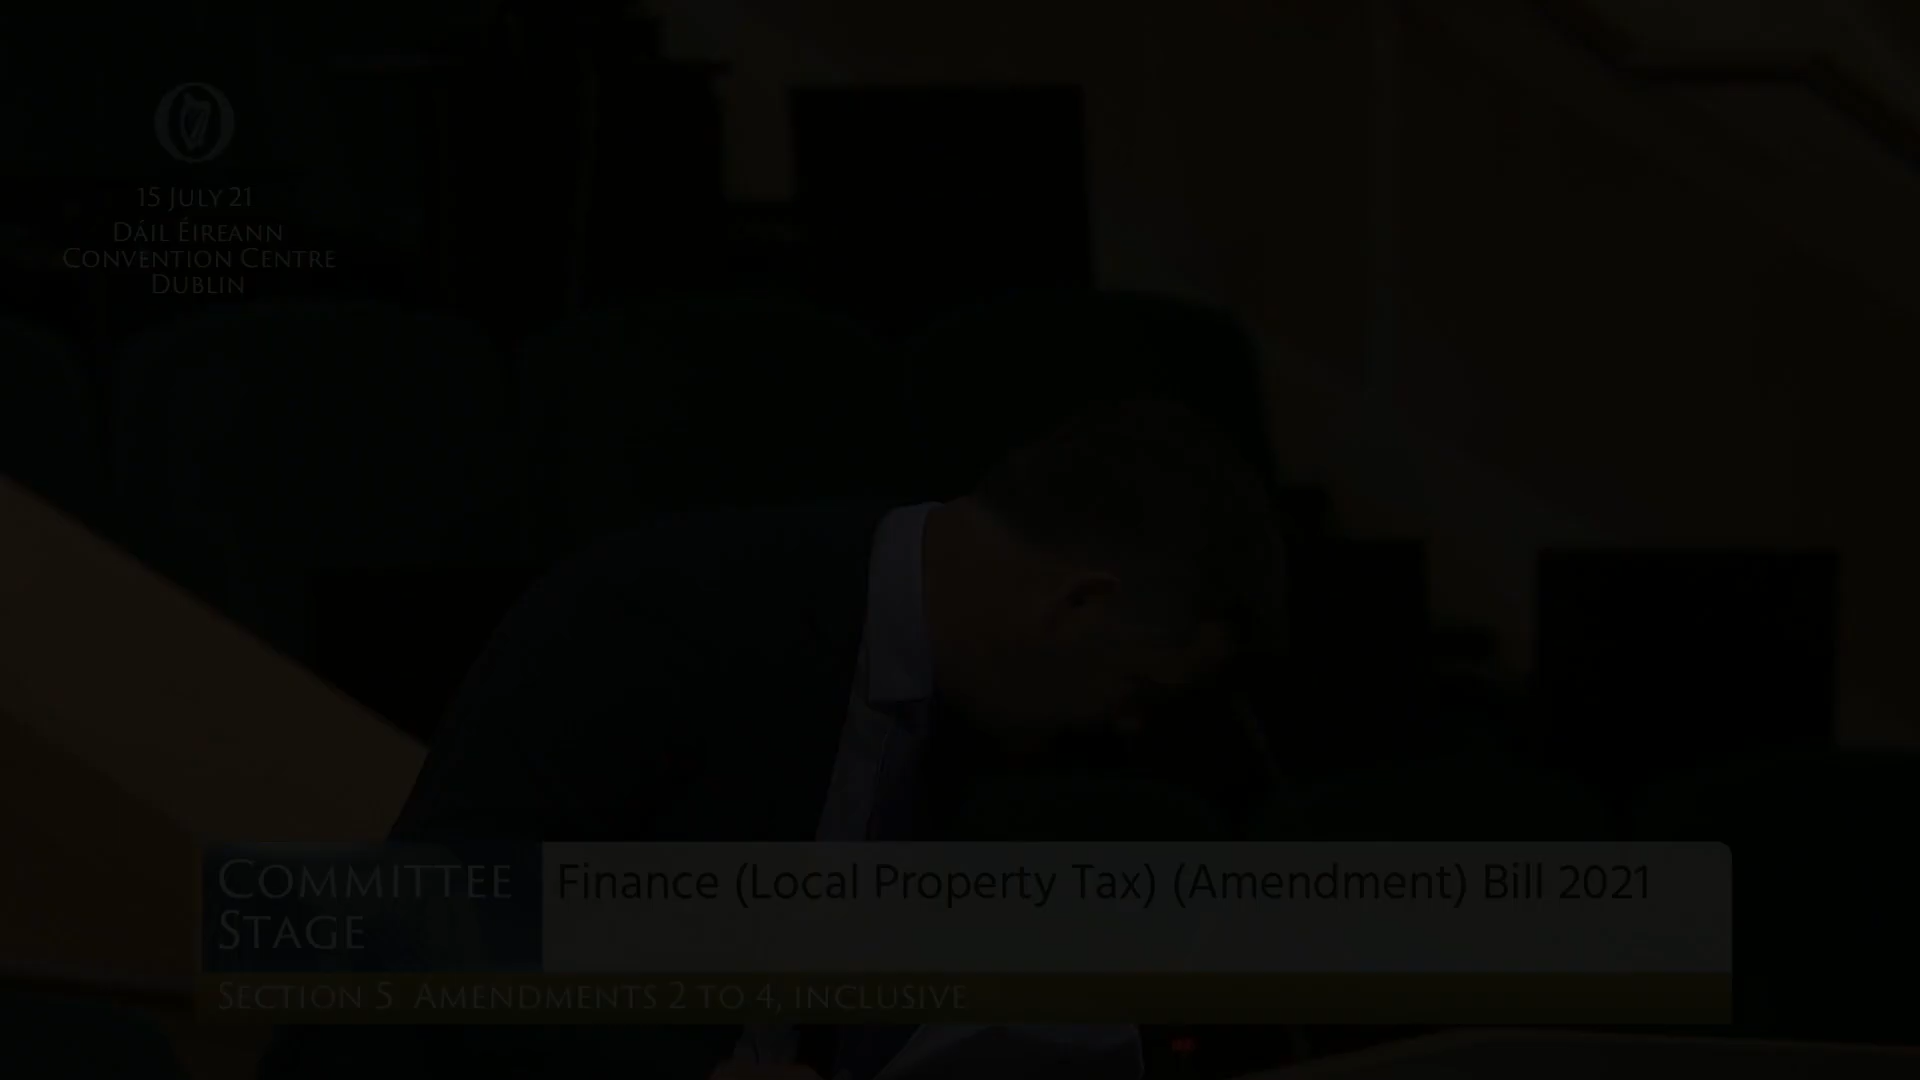 15 July 21
Dáil Éireann
Convention Centre
Dublin
Committee
Stage
Finance (Local Property Tax) (Amendment) Bill 2021
Section 5 Amendments 2 to 4, inclusive